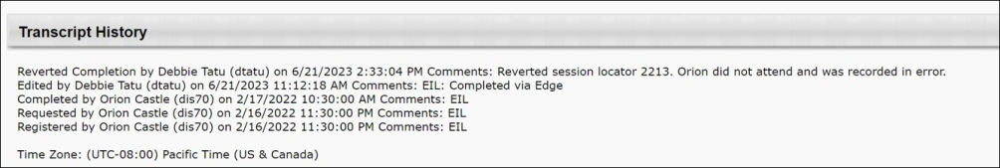 Transcript History
Reverted Completion by Debbie Tatu (dtatu) on 6/21/2023 2:33:04 PM Comments: Reverted session locator 2213. Orion did not attend and was recorded in error.
Edited by Debbie Tatu (dtatu) on 6/21/2023 11:12:18 AM Comments: EIL: Completed via Edge
Completed by Orion Castle (dis70) on 2/17/2022 10:30:00 AM Comments: EIL
Requested by Orion Castle (dis70) on 2/16/2022 11:30:00 PM Comments: EIL
Registered by Orion Castle (dis70) on 2/16/2022 11:30:00 PM Comments: EIL
Time Zone: (UTC-08:00) Pacific Time (US & Canada)